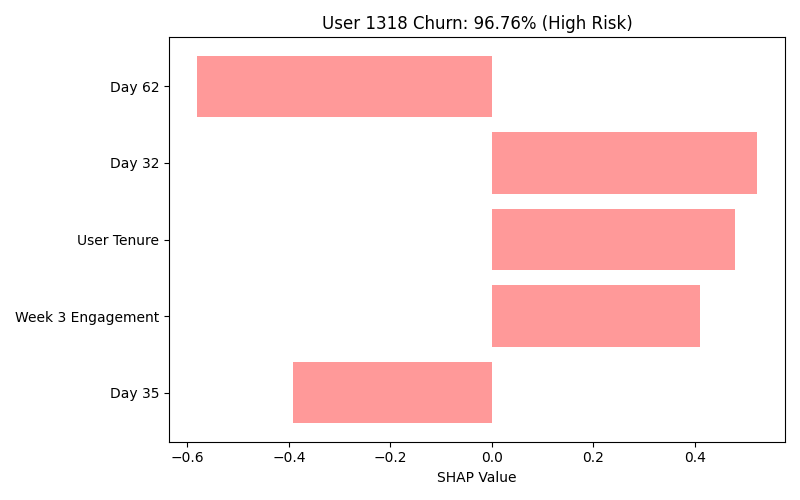 User 1318 Churn: 96.76% (High Risk)
Day 62
Day 32
User Tenure
Week 3 Engagement
Day 35
−0.6 −0.4 −0.2 0.0 0.2 0.4
SHAP Value